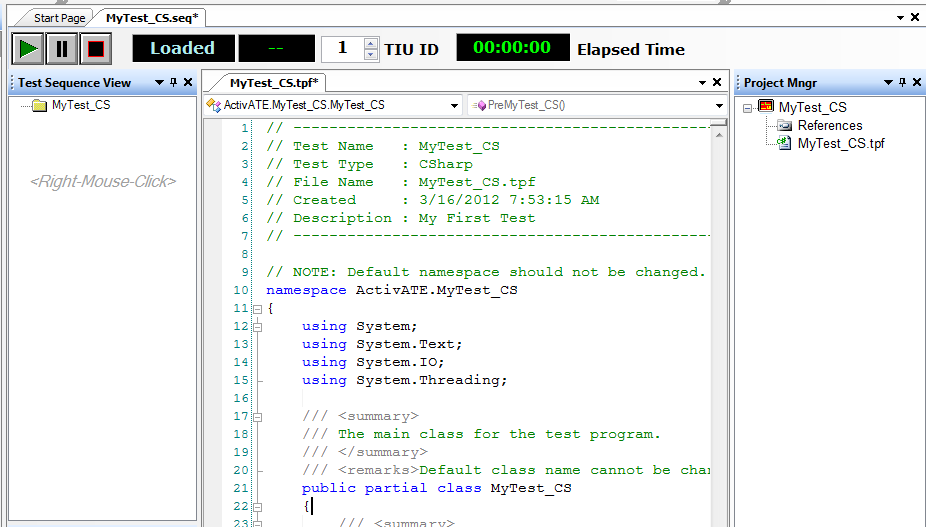 Start Page MyTest_CS.seq*
Loaded -- 1 TIU ID 00:00:00 Elapsed Time
Test Sequence View
MyTest_CS
<Right-Mouse-Click>
MyTest_CS.tpf*
ActivATE.MyTest_CS.MyTest_CS PreMyTest_CS()
1 // -----------------------------------------------
2 // Test Name : MyTest_CS
3 // Test Type : CSharp
4 // File Name : MyTest_CS.tpf
5 // Created : 3/16/2012 7:53:15 AM
6 // Description : My First Test
7 // -----------------------------------------------
8
9 // NOTE: Default namespace should not be changed.
10 namespace ActivATE.MyTest_CS
11 {
12 using System;
13 using System.Text;
14 using System.IO;
15 using System.Threading;
16
17 /// <summary>
18 /// The main class for the test program.
19 /// </summary>
20 /// <remarks>Default class name cannot be char
21 public partial class MyTest_CS
22 {
23 /// <summary>
Project Mngr
MyTest_CS
References
MyTest_CS.tpf